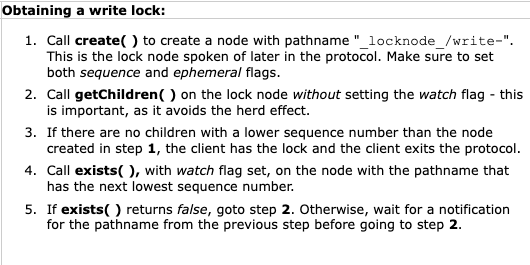 Obtaining a write lock:
1. Call create( ) to create a node with pathname "_locknode_/write-".
This is the lock node spoken of later in the protocol. Make sure to set
both sequence and ephemeral flags.
2. Call getChildren( ) on the lock node without setting the watch flag - this
is important, as it avoids the herd effect.
3. If there are no children with a lower sequence number than the node
created in step 1, the client has the lock and the client exits the protocol.
4. Call exists( ), with watch flag set, on the node with the pathname that
has the next lowest sequence number.
5. If exists( ) returns false, goto step 2. Otherwise, wait for a notification
for the pathname from the previous step before going to step 2.